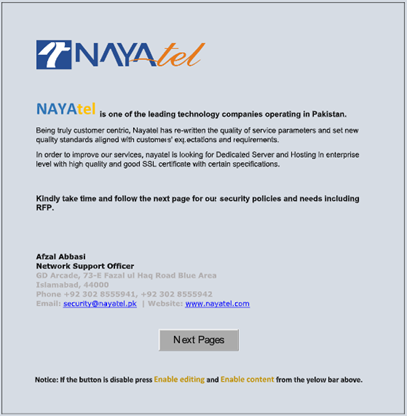 NAYAtel
NAYAtel is one of the leading technology companies operating in Pakistan.
Being truly customer centric, Nayatel has re-written the quality of service parameters and set new
quality standards aligned with customers' expectations and requirements.
In order to improve our services, nayatel is looking for Dedicated Server and Hosting in enterprise
level with high quality and good SSL certificate with certain specifications.
Kindly take time and follow the next page for our security policies and needs including
RFP.
Afzal Abbasi
Network Support Officer
GD Arcade, 73-E Fazal ul Haq Road Blue Area
Islamabad, 44000
Phone +92 302 8555941, +92 302 8555942
Email: security@nayatel.pk | Website: www.nayatel.com
Next Pages
Notice: If the button is disable press Enable editing and Enable content from the yelow bar above.